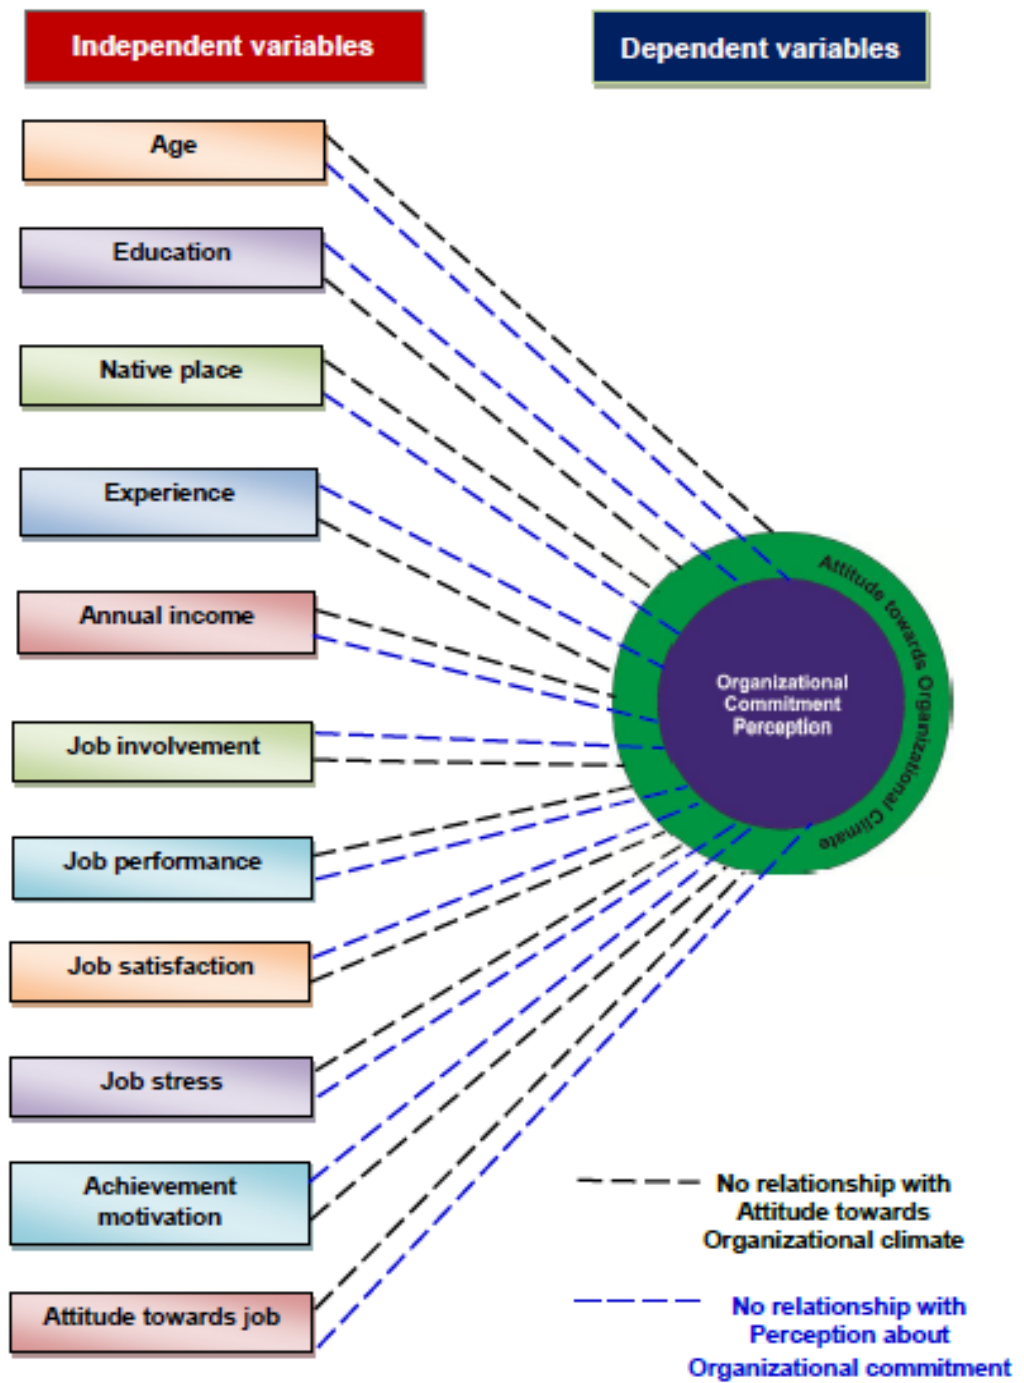 Independent variables
Dependent variables
Age
Education
Native place
Experience
Annual income
Job involvement
Job performance
Job satisfaction
Job stress
Achievement
motivation
Attitude towards job
Attitude towards Organizational Climate
Organizational
Commitment
Perception
No relationship with
Attitude towards
Organizational climate
No relationship with
Perception about
Organizational commitment